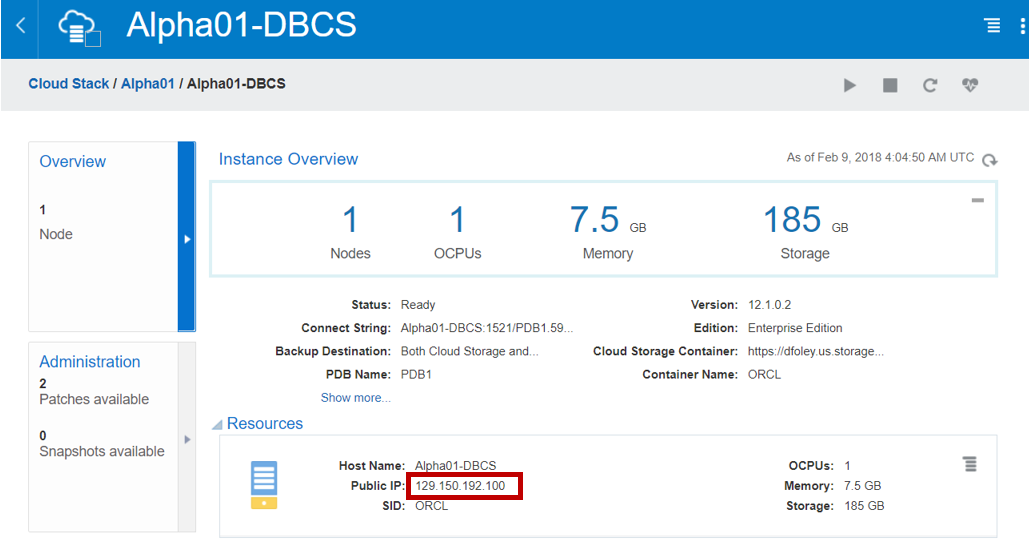 Alpha01-DBCS
Cloud Stack / Alpha01 / Alpha01-DBCS
Overview
1
Node
Administration
2
Patches available
0
Snapshots available
Instance Overview
As of Feb 9, 2018 4:04:50 AM UTC
1
Nodes
1
OCPUs
7.5 GB
Memory
185 GB
Storage
Status: Ready
Connect String: Alpha01-DBCS:1521/PDB1.59...
Backup Destination: Both Cloud Storage and...
PDB Name: PDB1
Show more...
Version: 12.1.0.2
Edition: Enterprise Edition
Cloud Storage Container: https://dfoley.us.storage...
Container Name: ORCL
Resources
Host Name: Alpha01-DBCS
Public IP: 129.150.192.100
SID: ORCL
OCPUs: 1
Memory: 7.5 GB
Storage: 185 GB